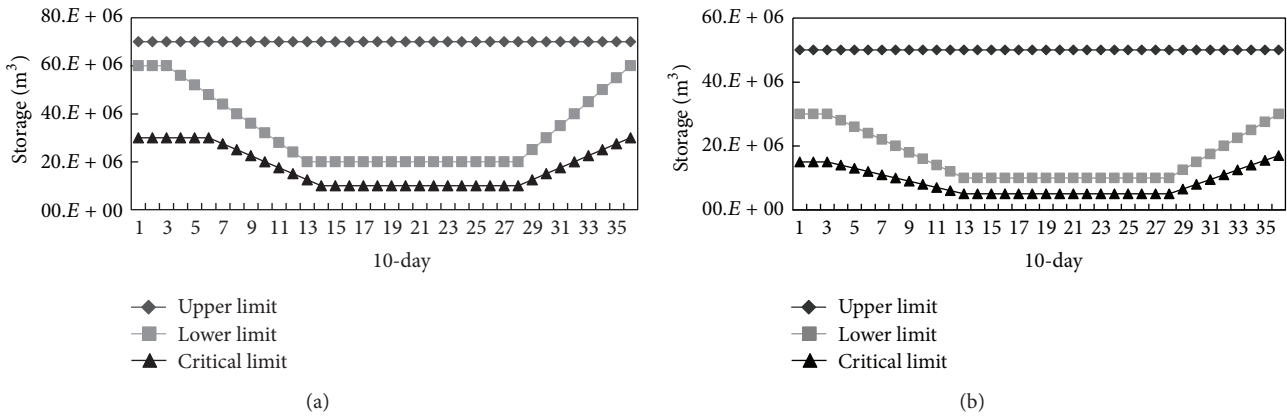 80.E + 06
60.E + 06
40.E + 06
20.E + 06
00.E + 00
Storage (m³)
1 3 5 7 9 11 13 15 17 19 21 23 25 27 29 31 33 35
10-day
Upper limit
Lower limit
Critical limit
(a)
60.E + 06
40.E + 06
20.E + 06
00.E + 00
Storage (m³)
1 3 5 7 9 11 13 15 17 19 21 23 25 27 29 31 33 35
10-day
Upper limit
Lower limit
Critical limit
(b)